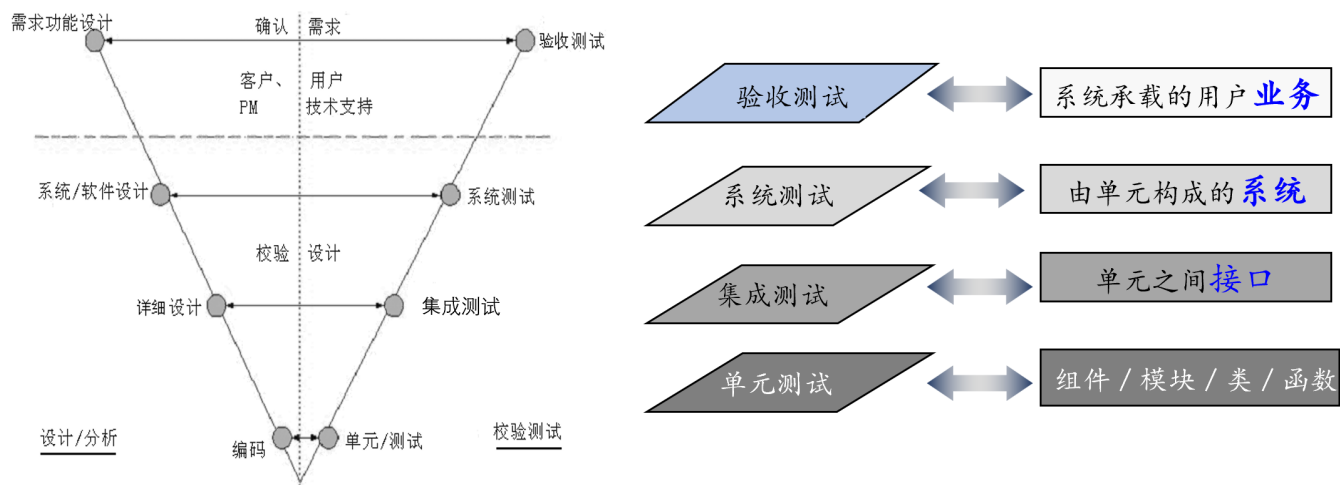 需求功能设计
确认 需求
验收测试
客户、 用户
PM 技术支持
系统/软件设计
系统测试
校验 设计
详细设计
集成测试
设计/分析
编码
单元/测试
校验测试
验收测试
系统承载的用户业务
系统测试
由单元构成的系统
集成测试
单元之间接口
单元测试
组件/模块/类/函数